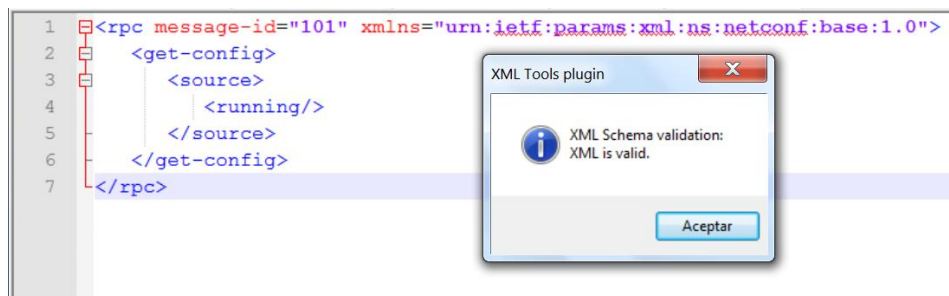 1 <rpc message-id="101" xmlns="urn:ietf:params:xml:ns:netconf:base:1.0">
2 <get-config>
3 <source>
4 <running/>
5 </source>
6 </get-config>
7 </rpc>
XML Tools plugin
XML Schema validation:
XML is valid.
Aceptar